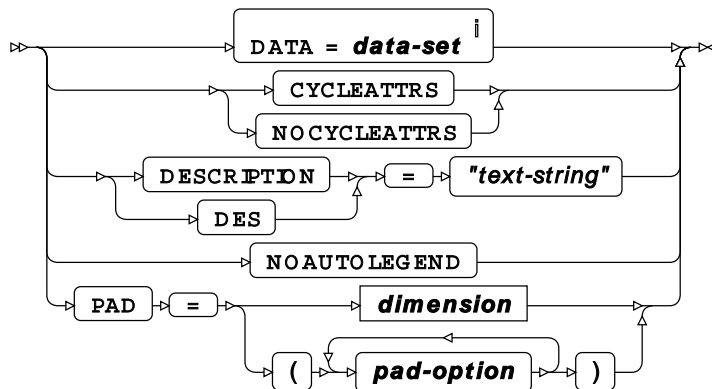 DATA = data-set i
CYCLEATTRS
NOCYCLEATTRS
DESCRIPTION = "text-string"
DES
NOAUTOLEGEND
PAD = dimension
( pad-option )